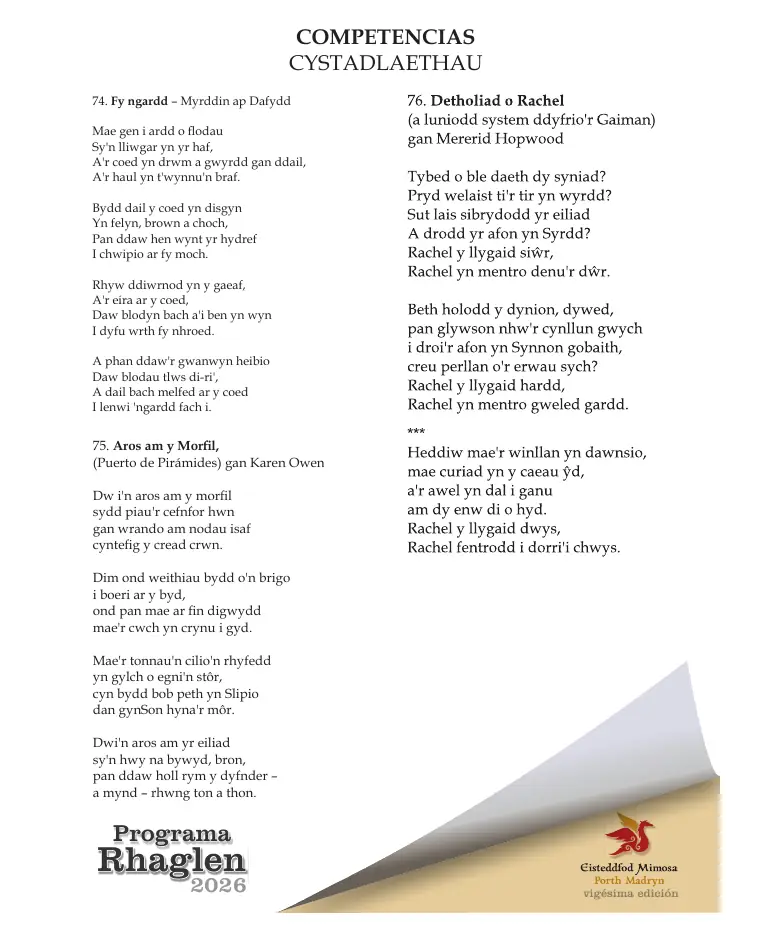 COMPETENCIAS
CYSTADLAETHAU
74. Fy ngardd – Myrddin ap Dafydd
Mae gen i ardd o flodau
Sy'n lliwgar yn yr haf,
A'r coed yn drwm a gwyrdd gan ddail,
A'r haul yn t'wynnu'n braf.
Bydd dail y coed yn disgyn
Yn felyn, brown a choch,
Pan ddaw hen wynt yr hydref
I chwipio ar fy moch.
Rhyw ddiwrnod yn y gaeaf,
A'r eira ar y coed,
Daw blodyn bach a'i ben yn wyn
I dyfu wrth fy nhroed.
A phan ddaw'r gwanwyn heibio
Daw blodau tlws di-ri',
A dail bach melfed ar y coed
I lenwi 'ngardd fach i.
75. Aros am y Morfil,
(Puerto de Pirámides) gan Karen Owen
Dw i'n aros am y morfil
sydd piau'r cefnfor hwn
gan wrando am nodau isaf
cyntefig y cread crwn.
Dim ond weithiau bydd o'n brigo
i boeri ar y byd,
ond pan mae ar fin digwydd
mae'r cwch yn crynu i gyd.
Mae'r tonnau'n cilio'n rhyfedd
yn gylch o egni'n stôr,
cyn bydd bob peth yn Slipio
dan gynSon hyna'r môr.
Dwi'n aros am yr eiliad
sy'n hwy na bywyd, bron,
pan ddaw holl rym y dyfnder –
a mynd – rhwng ton a thon.
76. Detholiad o Rachel
(a luniodd system ddyfrio'r Gaiman)
gan Mererid Hopwood
Tybed o ble daeth dy syniad?
Pryd welaist ti'r tir yn wyrdd?
Sut lais sibrydodd yr eiliad
A drodd yr afon yn Syrdd?
Rachel y llygaid siŵr,
Rachel yn mentro denu'r dŵr.
Beth holodd y dynion, dywed,
pan glywson nhw'r cynllun gwych
i droi'r afon yn Synnon gobaith,
creu perllan o'r erwau sych?
Rachel y llygaid hardd,
Rachel yn mentro gweled gardd.
***
Heddiw mae'r winllan yn dawnsio,
mae curiad yn y caeau ŷd,
a'r awel yn dal i ganu
am dy enw di o hyd.
Rachel y llygaid dwys,
Rachel fentrodd i dorri'i chwys.
Programa
Rhaglen
2026
Eisteddfod Mimosa
Porth Madryn
vigésima edición